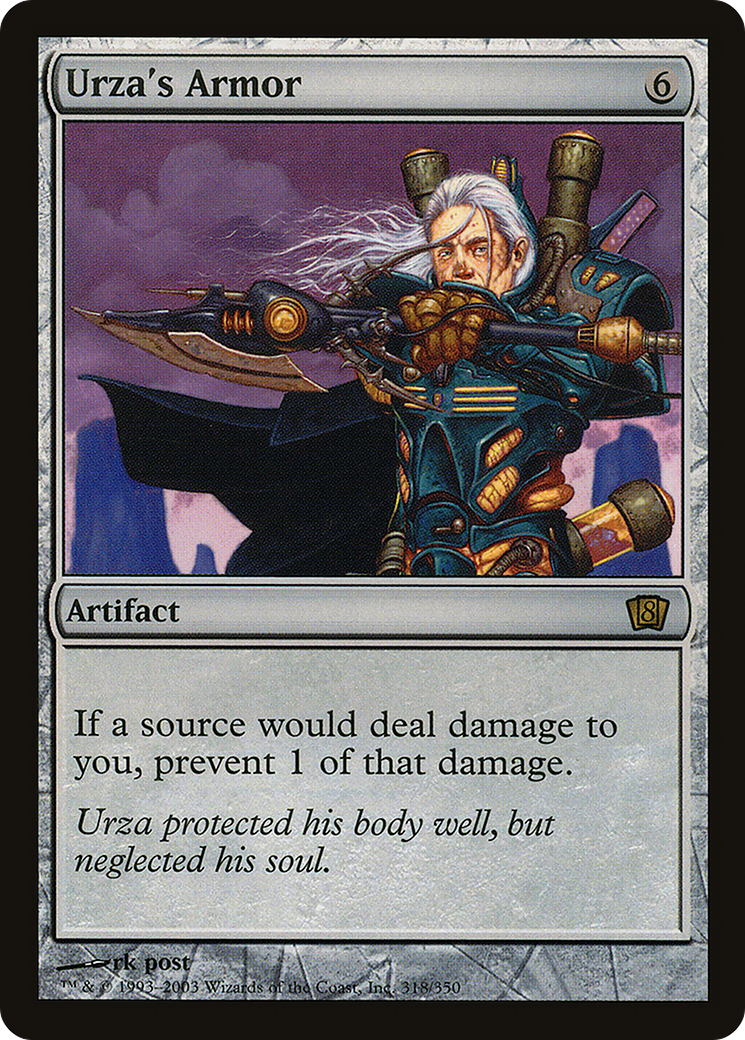 Urza's Armor 6
Artifact 8
If a source would deal damage to
you, prevent 1 of that damage.
Urza protected his body well, but
neglected his soul.
rk post
™ & © 1993–2003 Wizards of the Coast, Inc. 318/350